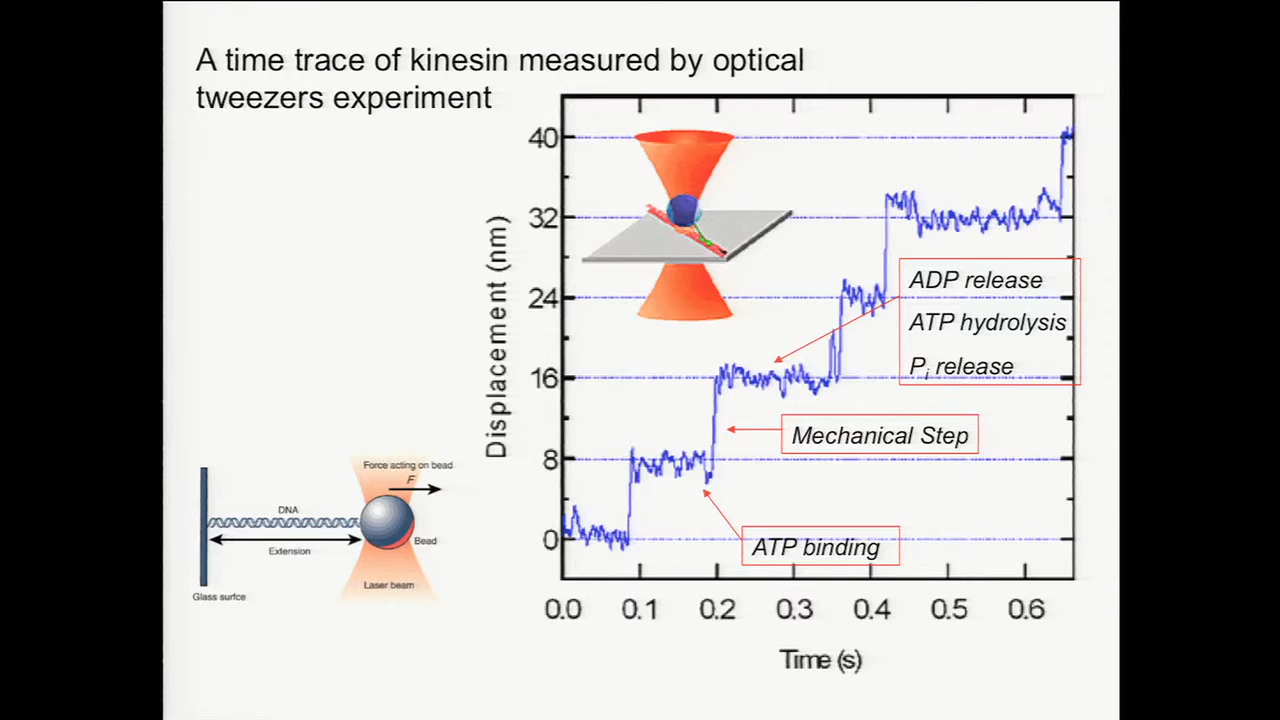 A time trace of kinesin measured by optical
tweezers experiment
Displacement (nm)
40
32
24
16
8
0
0.0 0.1 0.2 0.3 0.4 0.5 0.6
Time (s)
ADP release
ATP hydrolysis
Pi release
Mechanical Step
ATP binding
Force acting on bead
F
DNA
Extension
Bead
Laser beam
Glass surfce